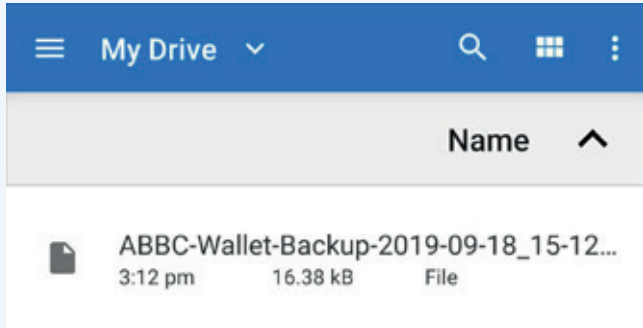 My Drive
Name
ABBC-Wallet-Backup-2019-09-18_15-12...
3:12 pm 16.38 kB File